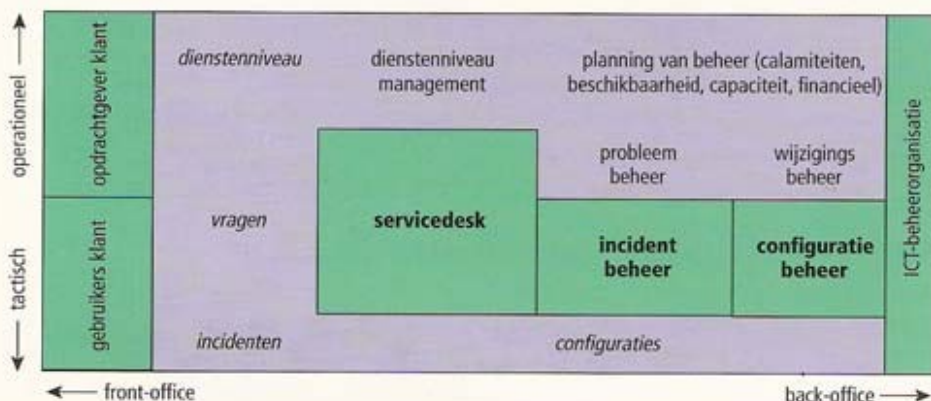 operationeel
tactisch
opdrachtgever klant
gebruikers klant
dienstenniveau
dienstenniveau
management
planning van beheer (calamiteiten,
beschikbaarheid, capaciteit, financieel)
probleem
beheer
wijzigings
beheer
vragen
servicedesk
incident
beheer
configuratie
beheer
incidenten
configuraties
ICT-beheerorganisatie
front-office
back-office